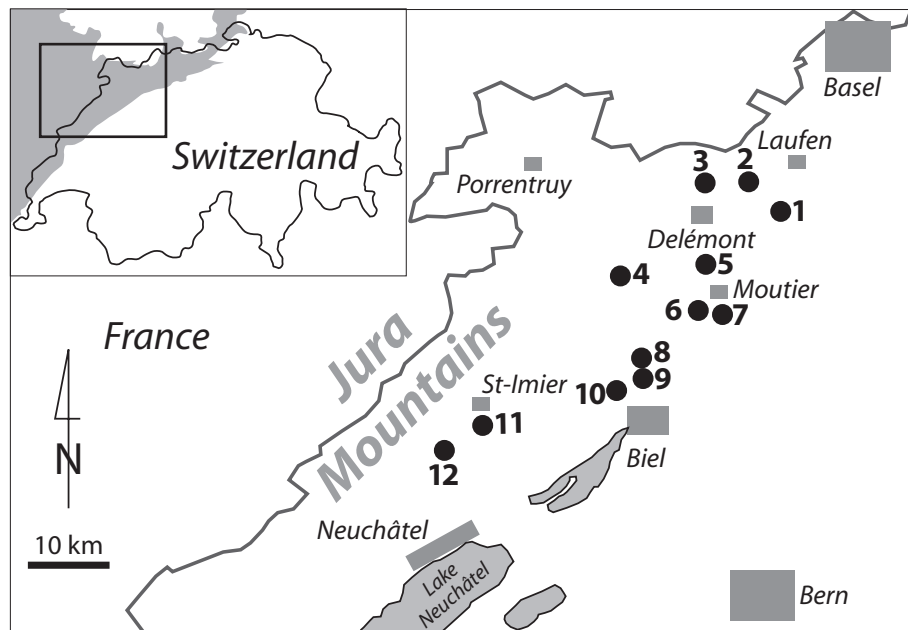 Switzerland
Basel
Laufen
3
2
Porrentruy
1
Delémont
5
4
Moutier
6
7
France
Jura
Mountains
8
St-Imier
9
10
11
Biel
12
N
Neuchâtel
10 km
Lake
Neuchâtel
Bern